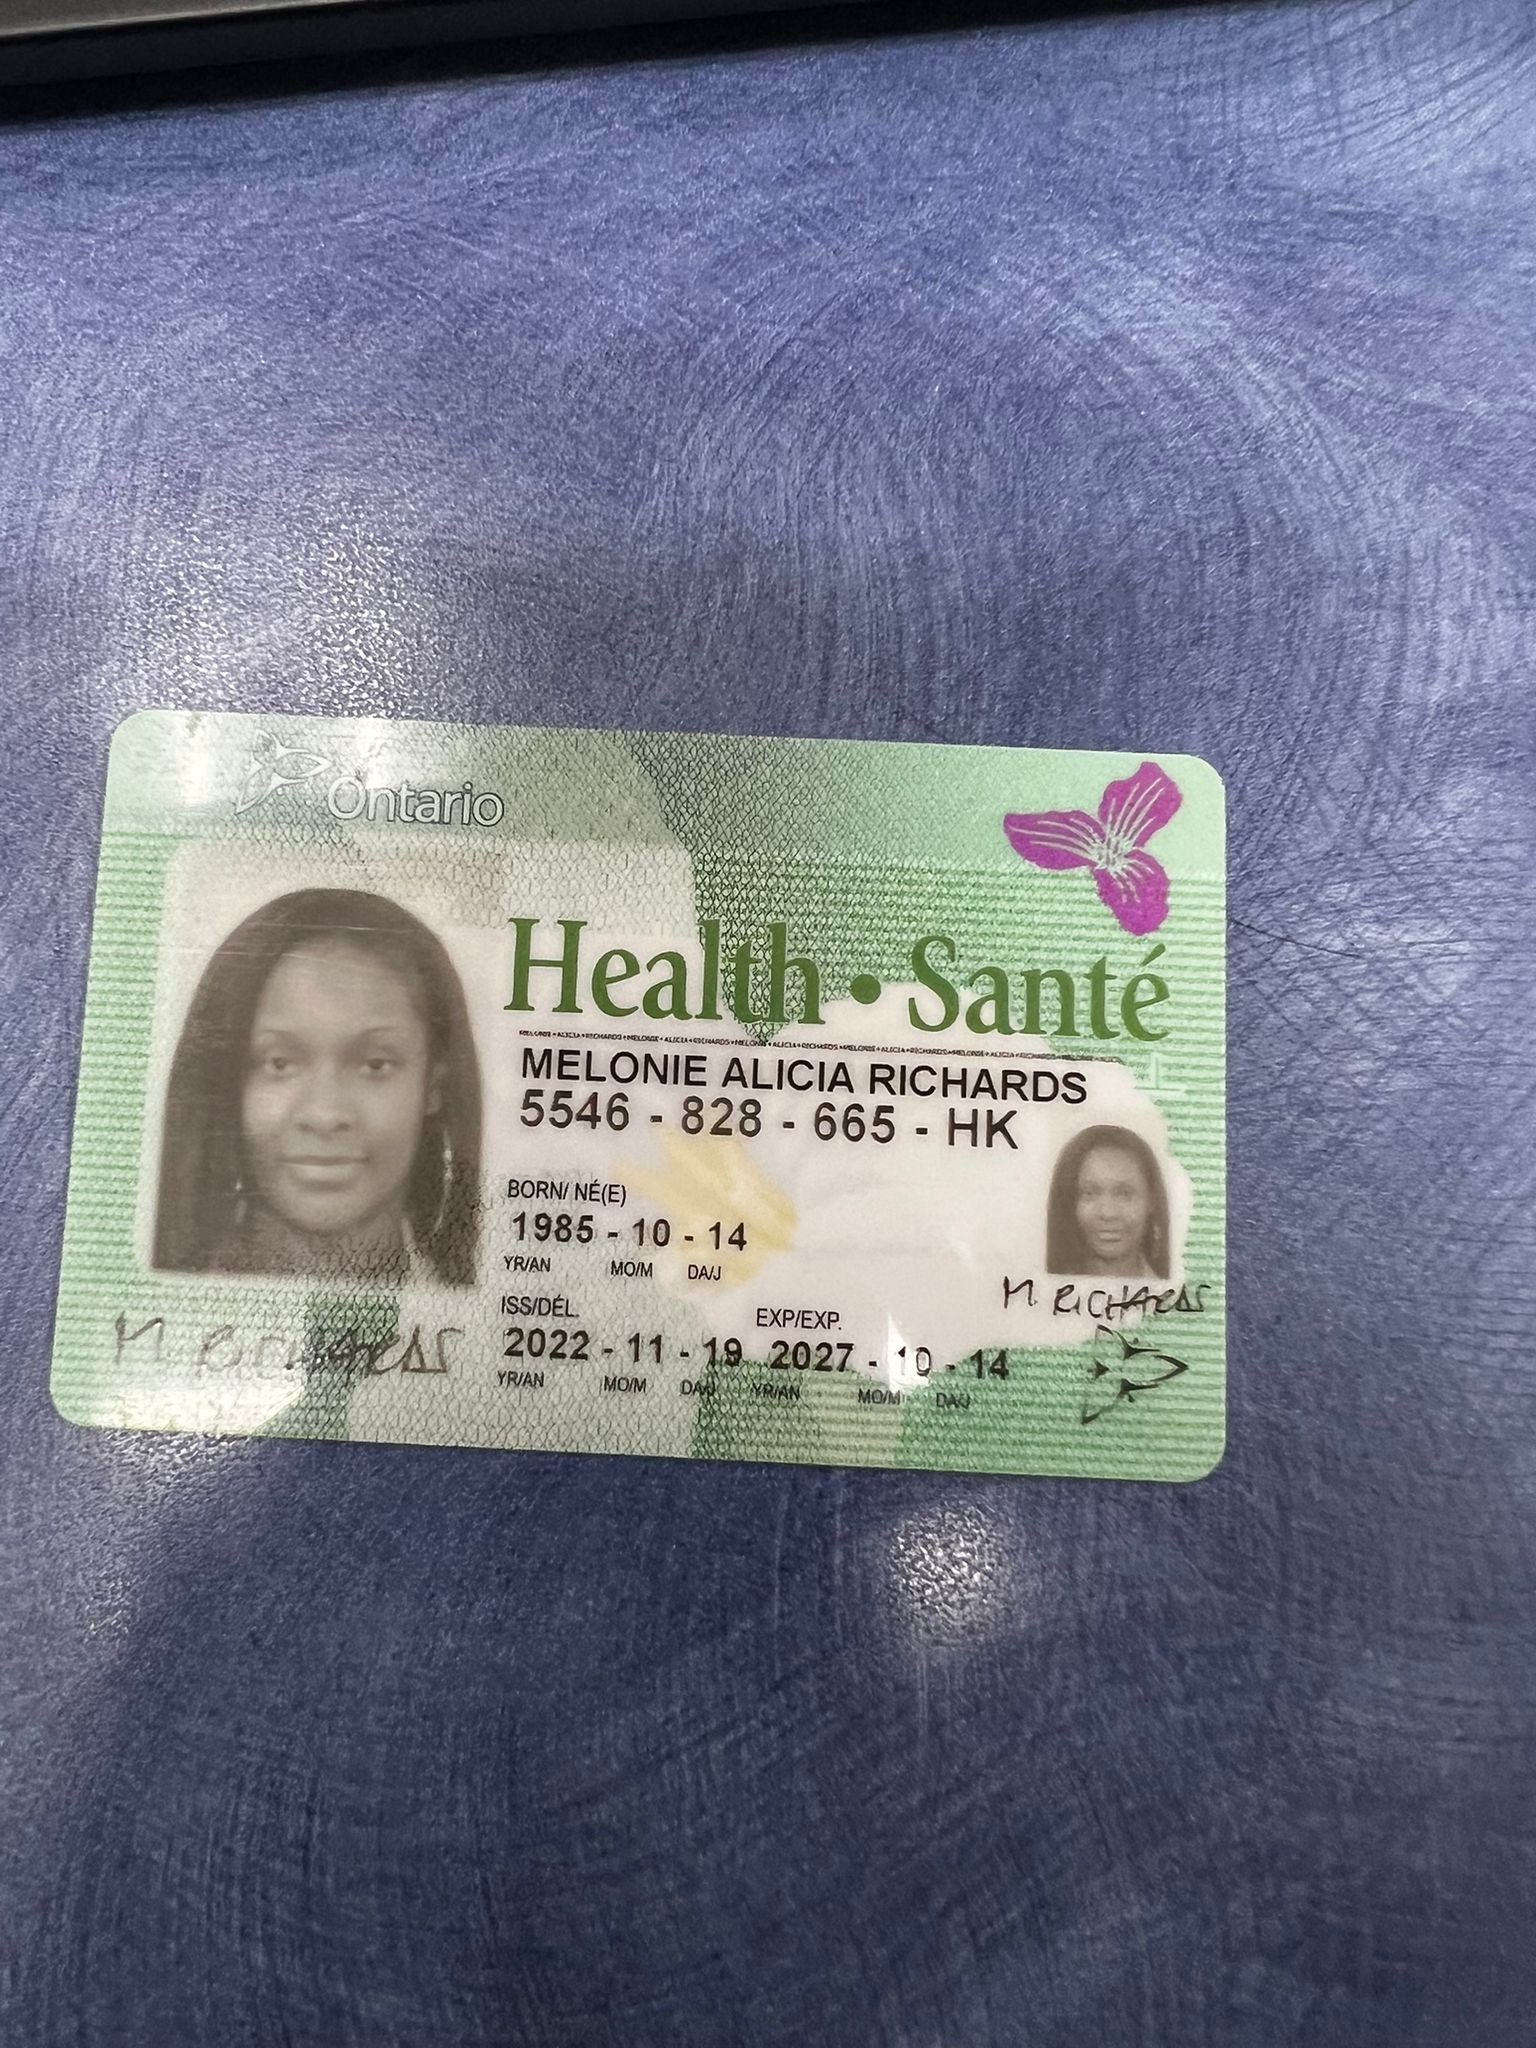 Ontario
Health • Santé
MELONIE ALICIA RICHARDS
5546 - 828 - 665 - HK
BORN/ NÉ(E)
1985 - 10 - 14
YR/AN MO/M DA/J
ISS/DÉL. EXP/EXP.
2022 - 11 - 19 2027 - 10 - 14
YR/AN MO/M DA/J YR/AN MO/M DA/J
M RICHARDS
M RICHARDS